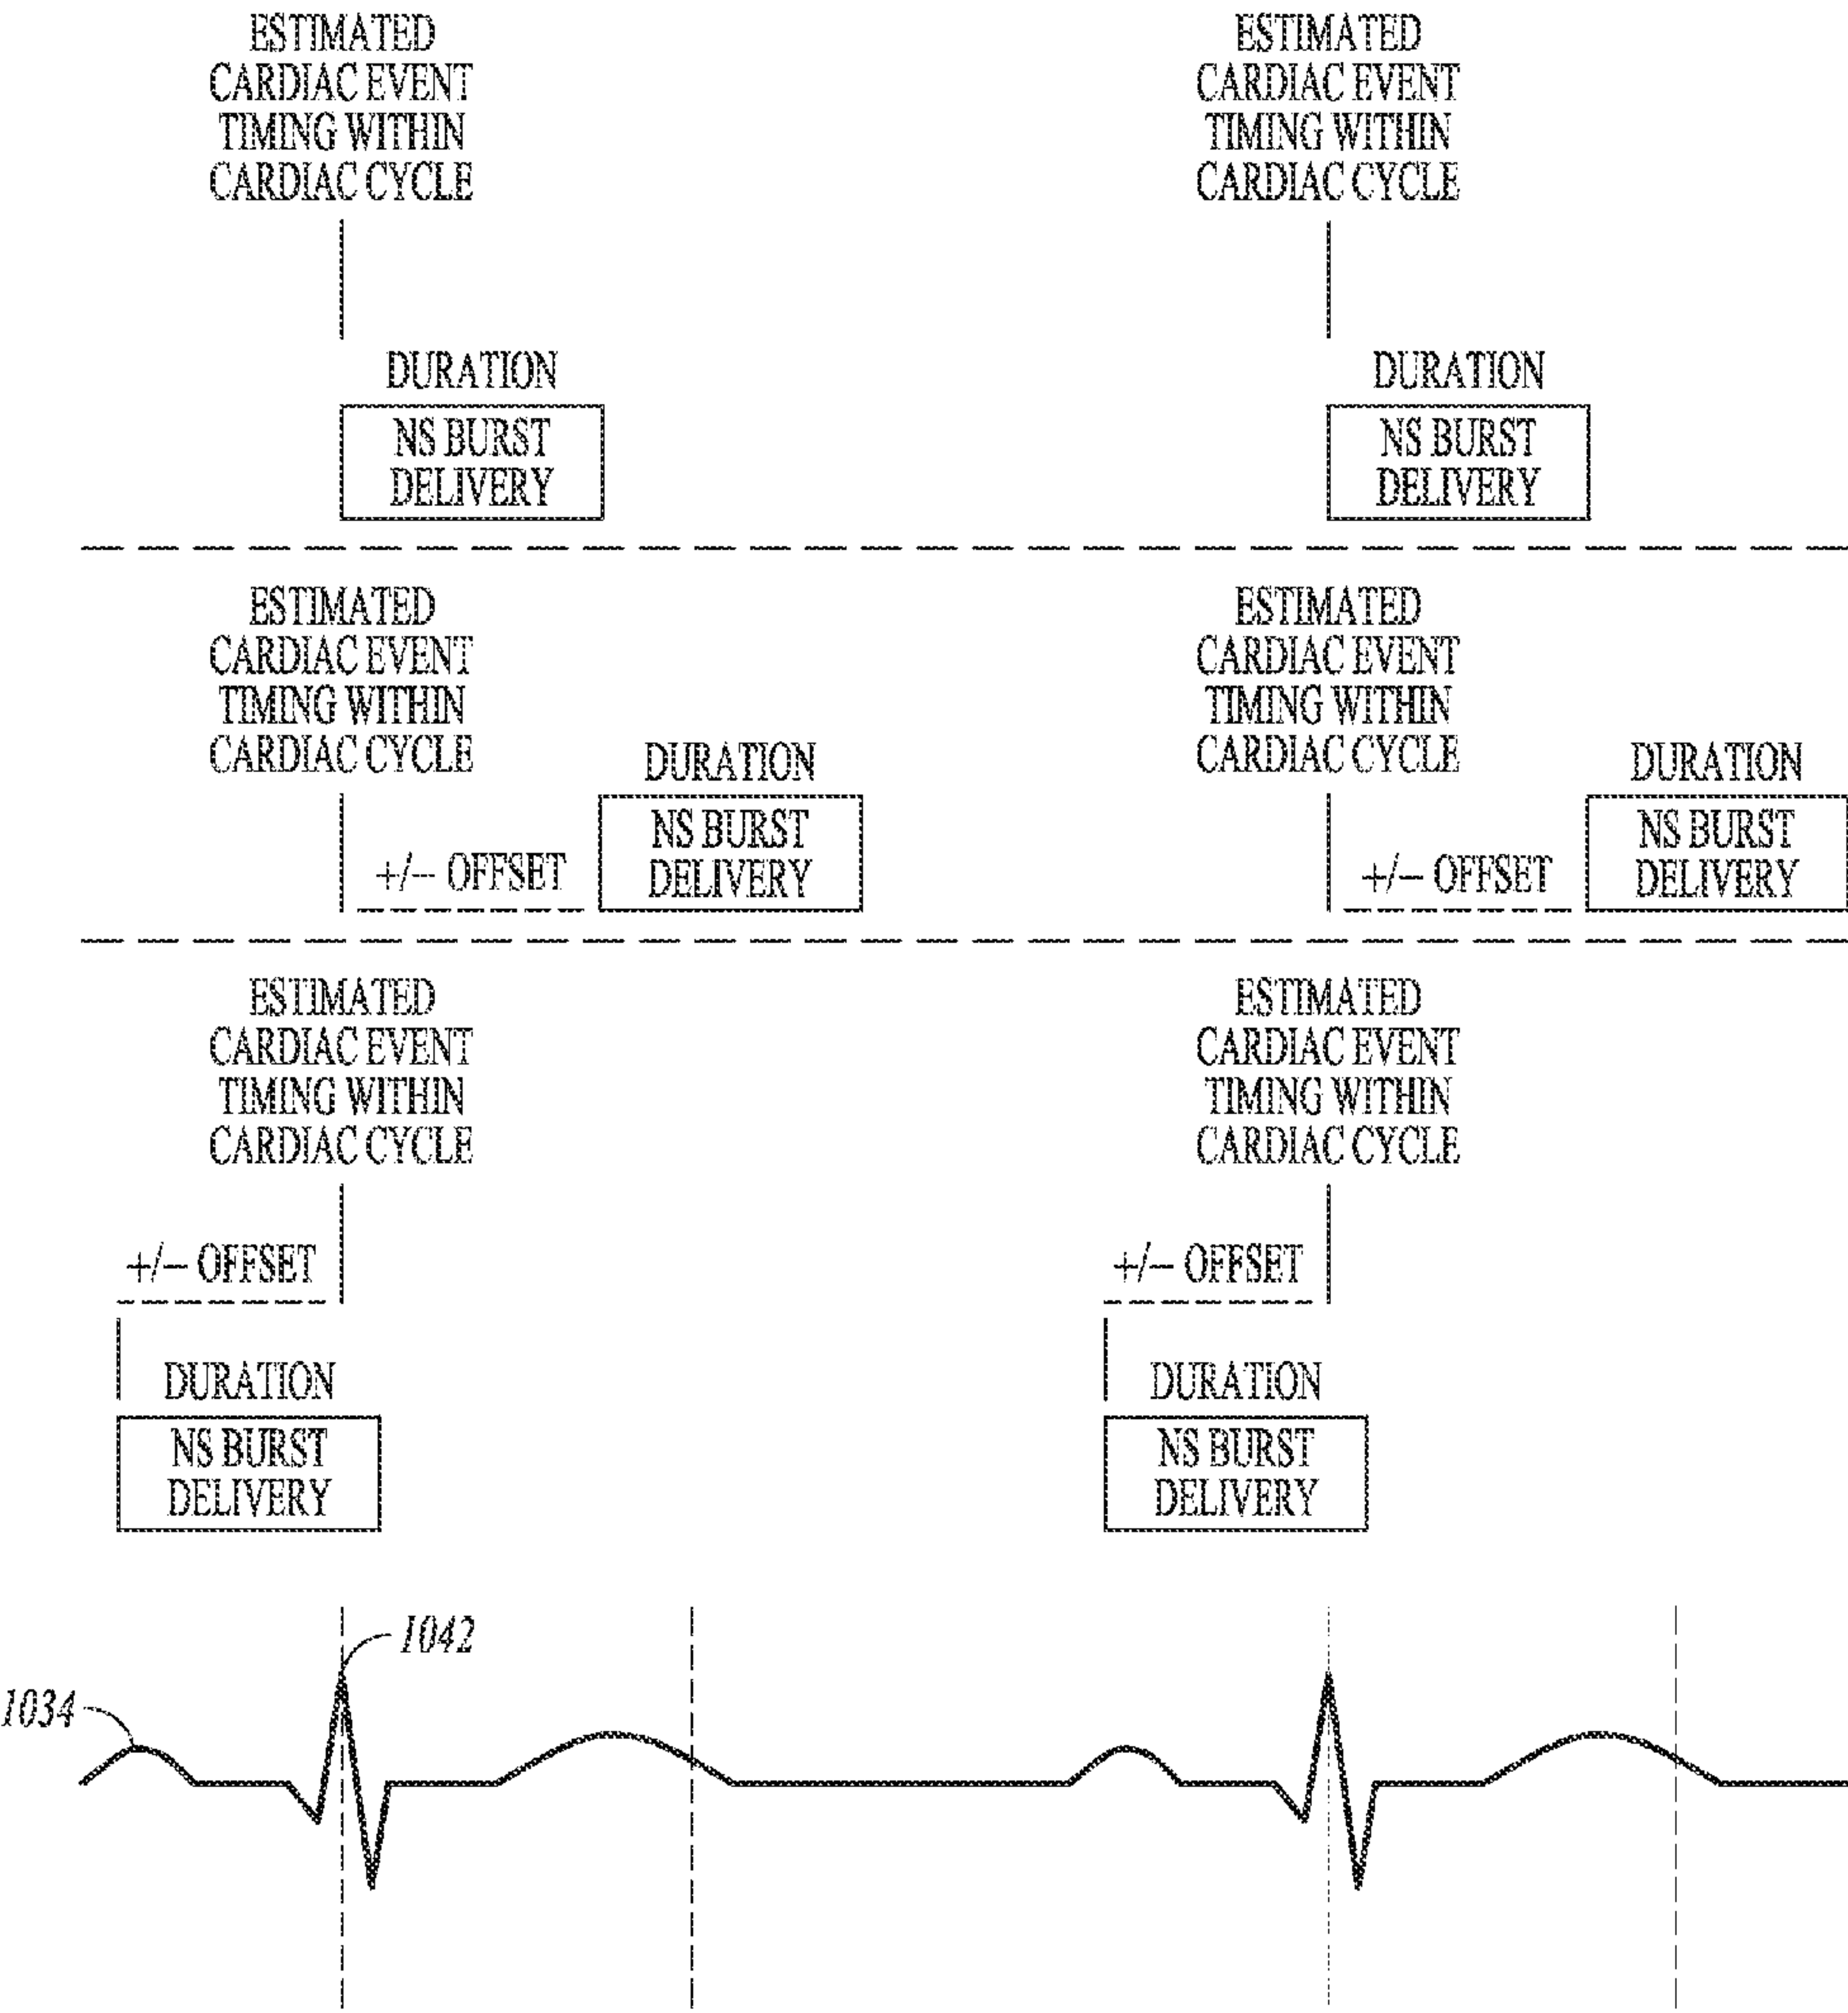 ESTIMATED
CARDIAC EVENT
TIMING WITHIN
CARDIAC CYCLE
ESTIMATED
CARDIAC EVENT
TIMING WITHIN
CARDIAC CYCLE
DURATION
NS BURST
DELIVERY
DURATION
NS BURST
DELIVERY
ESTIMATED
CARDIAC EVENT
TIMING WITHIN
CARDIAC CYCLE
+/– OFFSET
DURATION
NS BURST
DELIVERY
ESTIMATED
CARDIAC EVENT
TIMING WITHIN
CARDIAC CYCLE
+/– OFFSET
DURATION
NS BURST
DELIVERY
ESTIMATED
CARDIAC EVENT
TIMING WITHIN
CARDIAC CYCLE
+/– OFFSET
DURATION
NS BURST
DELIVERY
ESTIMATED
CARDIAC EVENT
TIMING WITHIN
CARDIAC CYCLE
+/– OFFSET
DURATION
NS BURST
DELIVERY
1042
1034